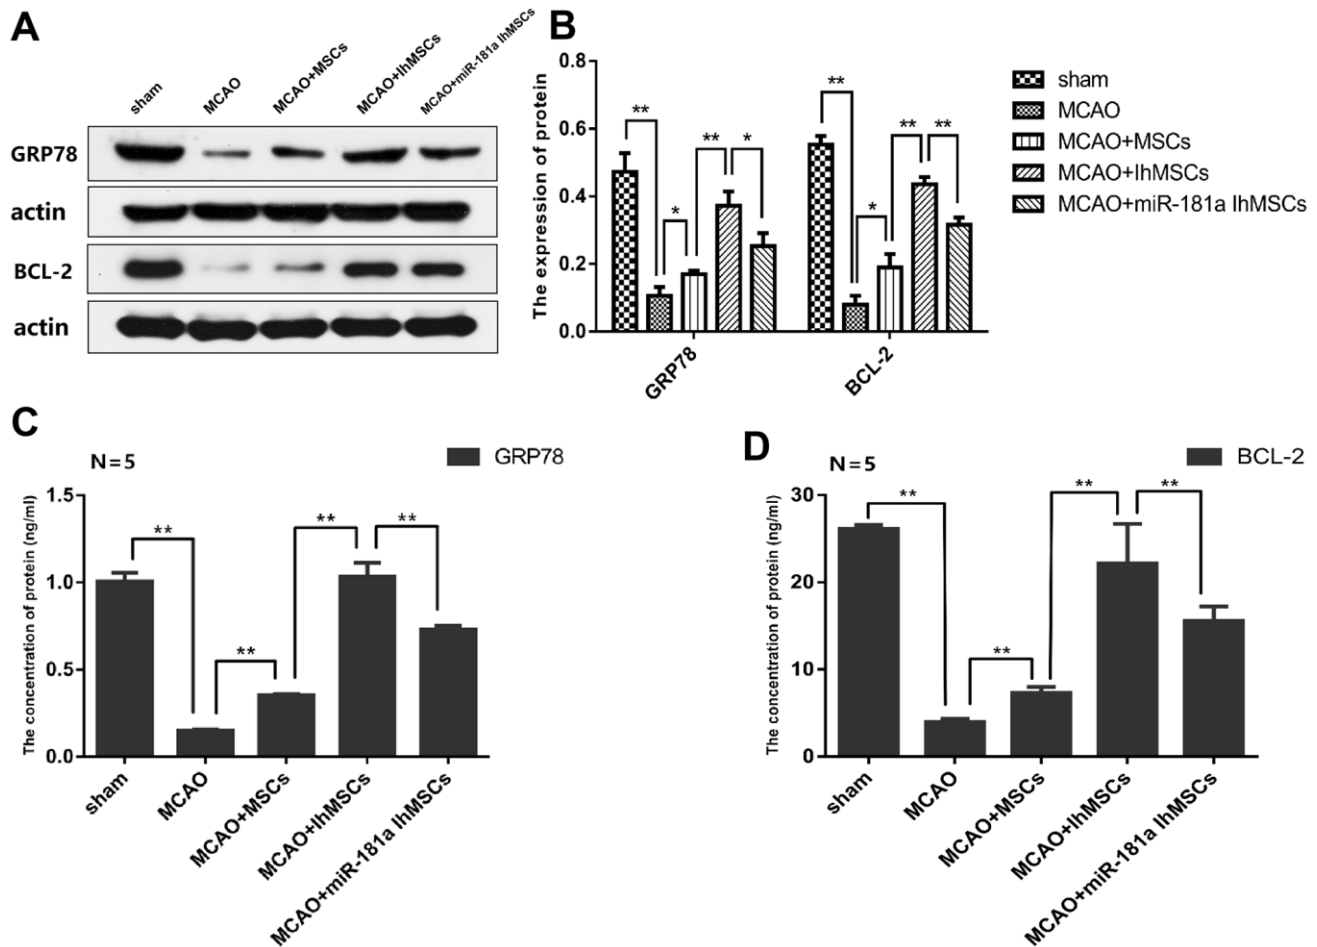 A
sham
MCAO
MCAO+MSCs
MCAO+IhMSCs
MCAO+miR-181a IhMSCs
GRP78
actin
BCL-2
actin
B
The expression of protein
0.8
0.6
0.4
0.2
0.0
**
*
**
*
**
*
**
**
GRP78
BCL-2
sham
MCAO
MCAO+MSCs
MCAO+IhMSCs
MCAO+miR-181a IhMSCs
C
N=5
GRP78
The concentration of protein (ng/ml)
1.5
1.0
0.5
0.0
**
**
**
**
sham
MCAO
MCAO+MSCs
MCAO+IhMSCs
MCAO+miR-181a IhMSCs
D
N=5
BCL-2
The concentration of protein (ng/ml)
30
20
10
0
**
**
**
**
sham
MCAO
MCAO+MSCs
MCAO+IhMSCs
MCAO+miR-181a IhMSCs